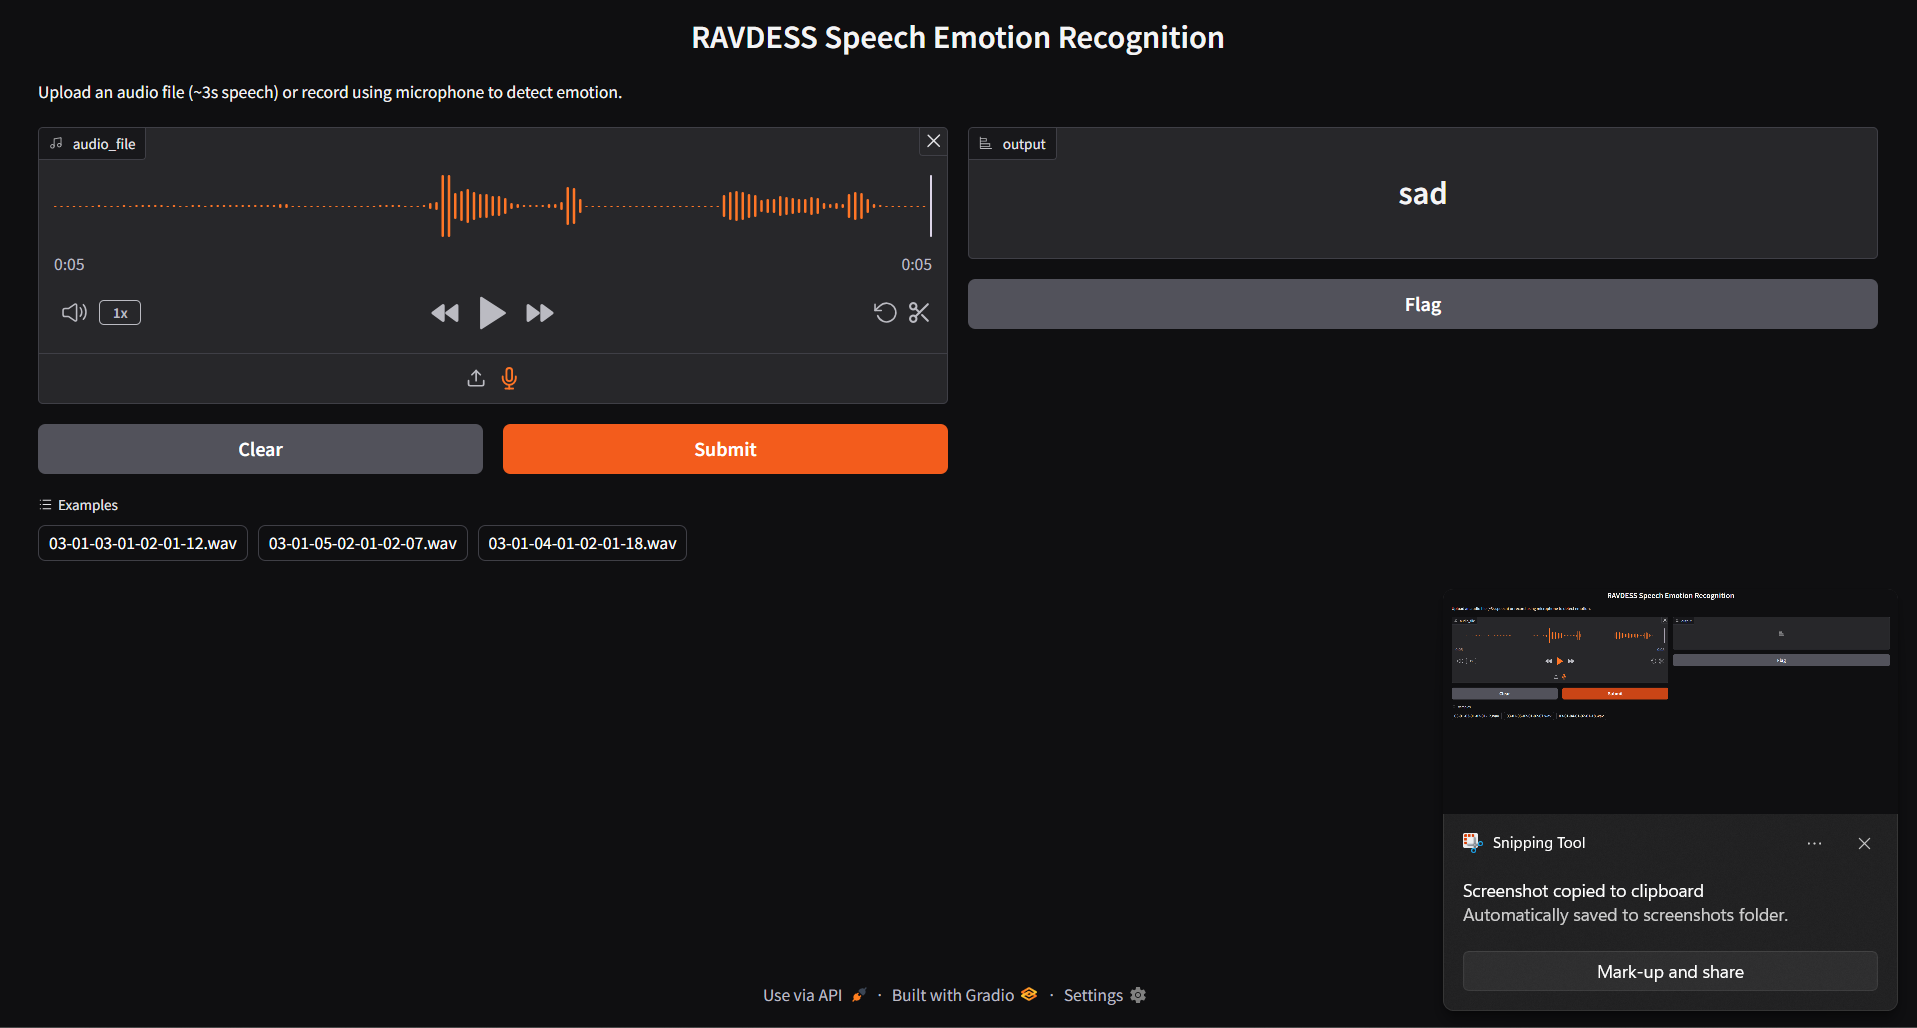 RAVDESS Speech Emotion Recognition
Upload an audio file (~3s speech) or record using microphone to detect emotion.
audio_file
0:05
0:05
1x
Clear
Submit
Examples
03-01-03-01-02-01-12.wav
03-01-05-02-01-02-07.wav
03-01-04-01-02-01-18.wav
output
sad
Flag
RAVDESS Speech Emotion Recognition
Flag
Clear
Submit
Snipping Tool
Screenshot copied to clipboard
Automatically saved to screenshots folder.
Mark-up and share
Use via API · Built with Gradio · Settings